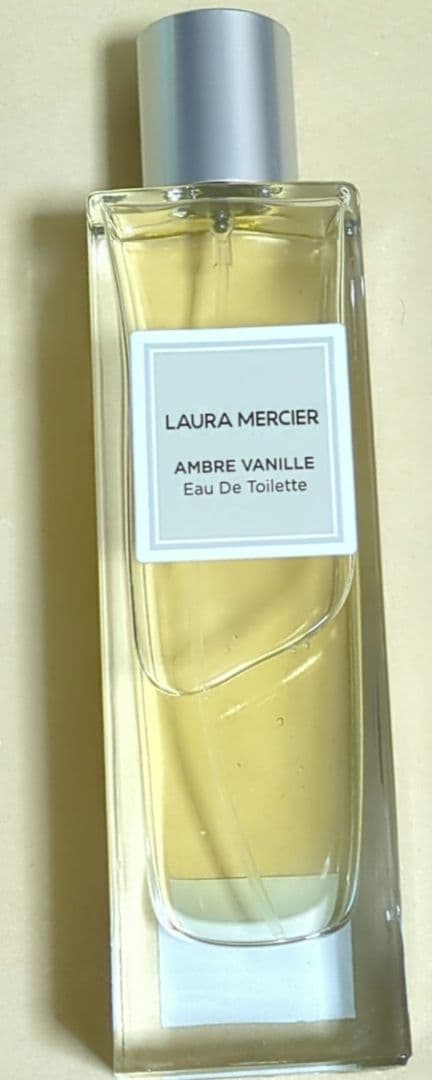 LAURA MERCIER
AMBRE VANILLE
Eau De Toilette